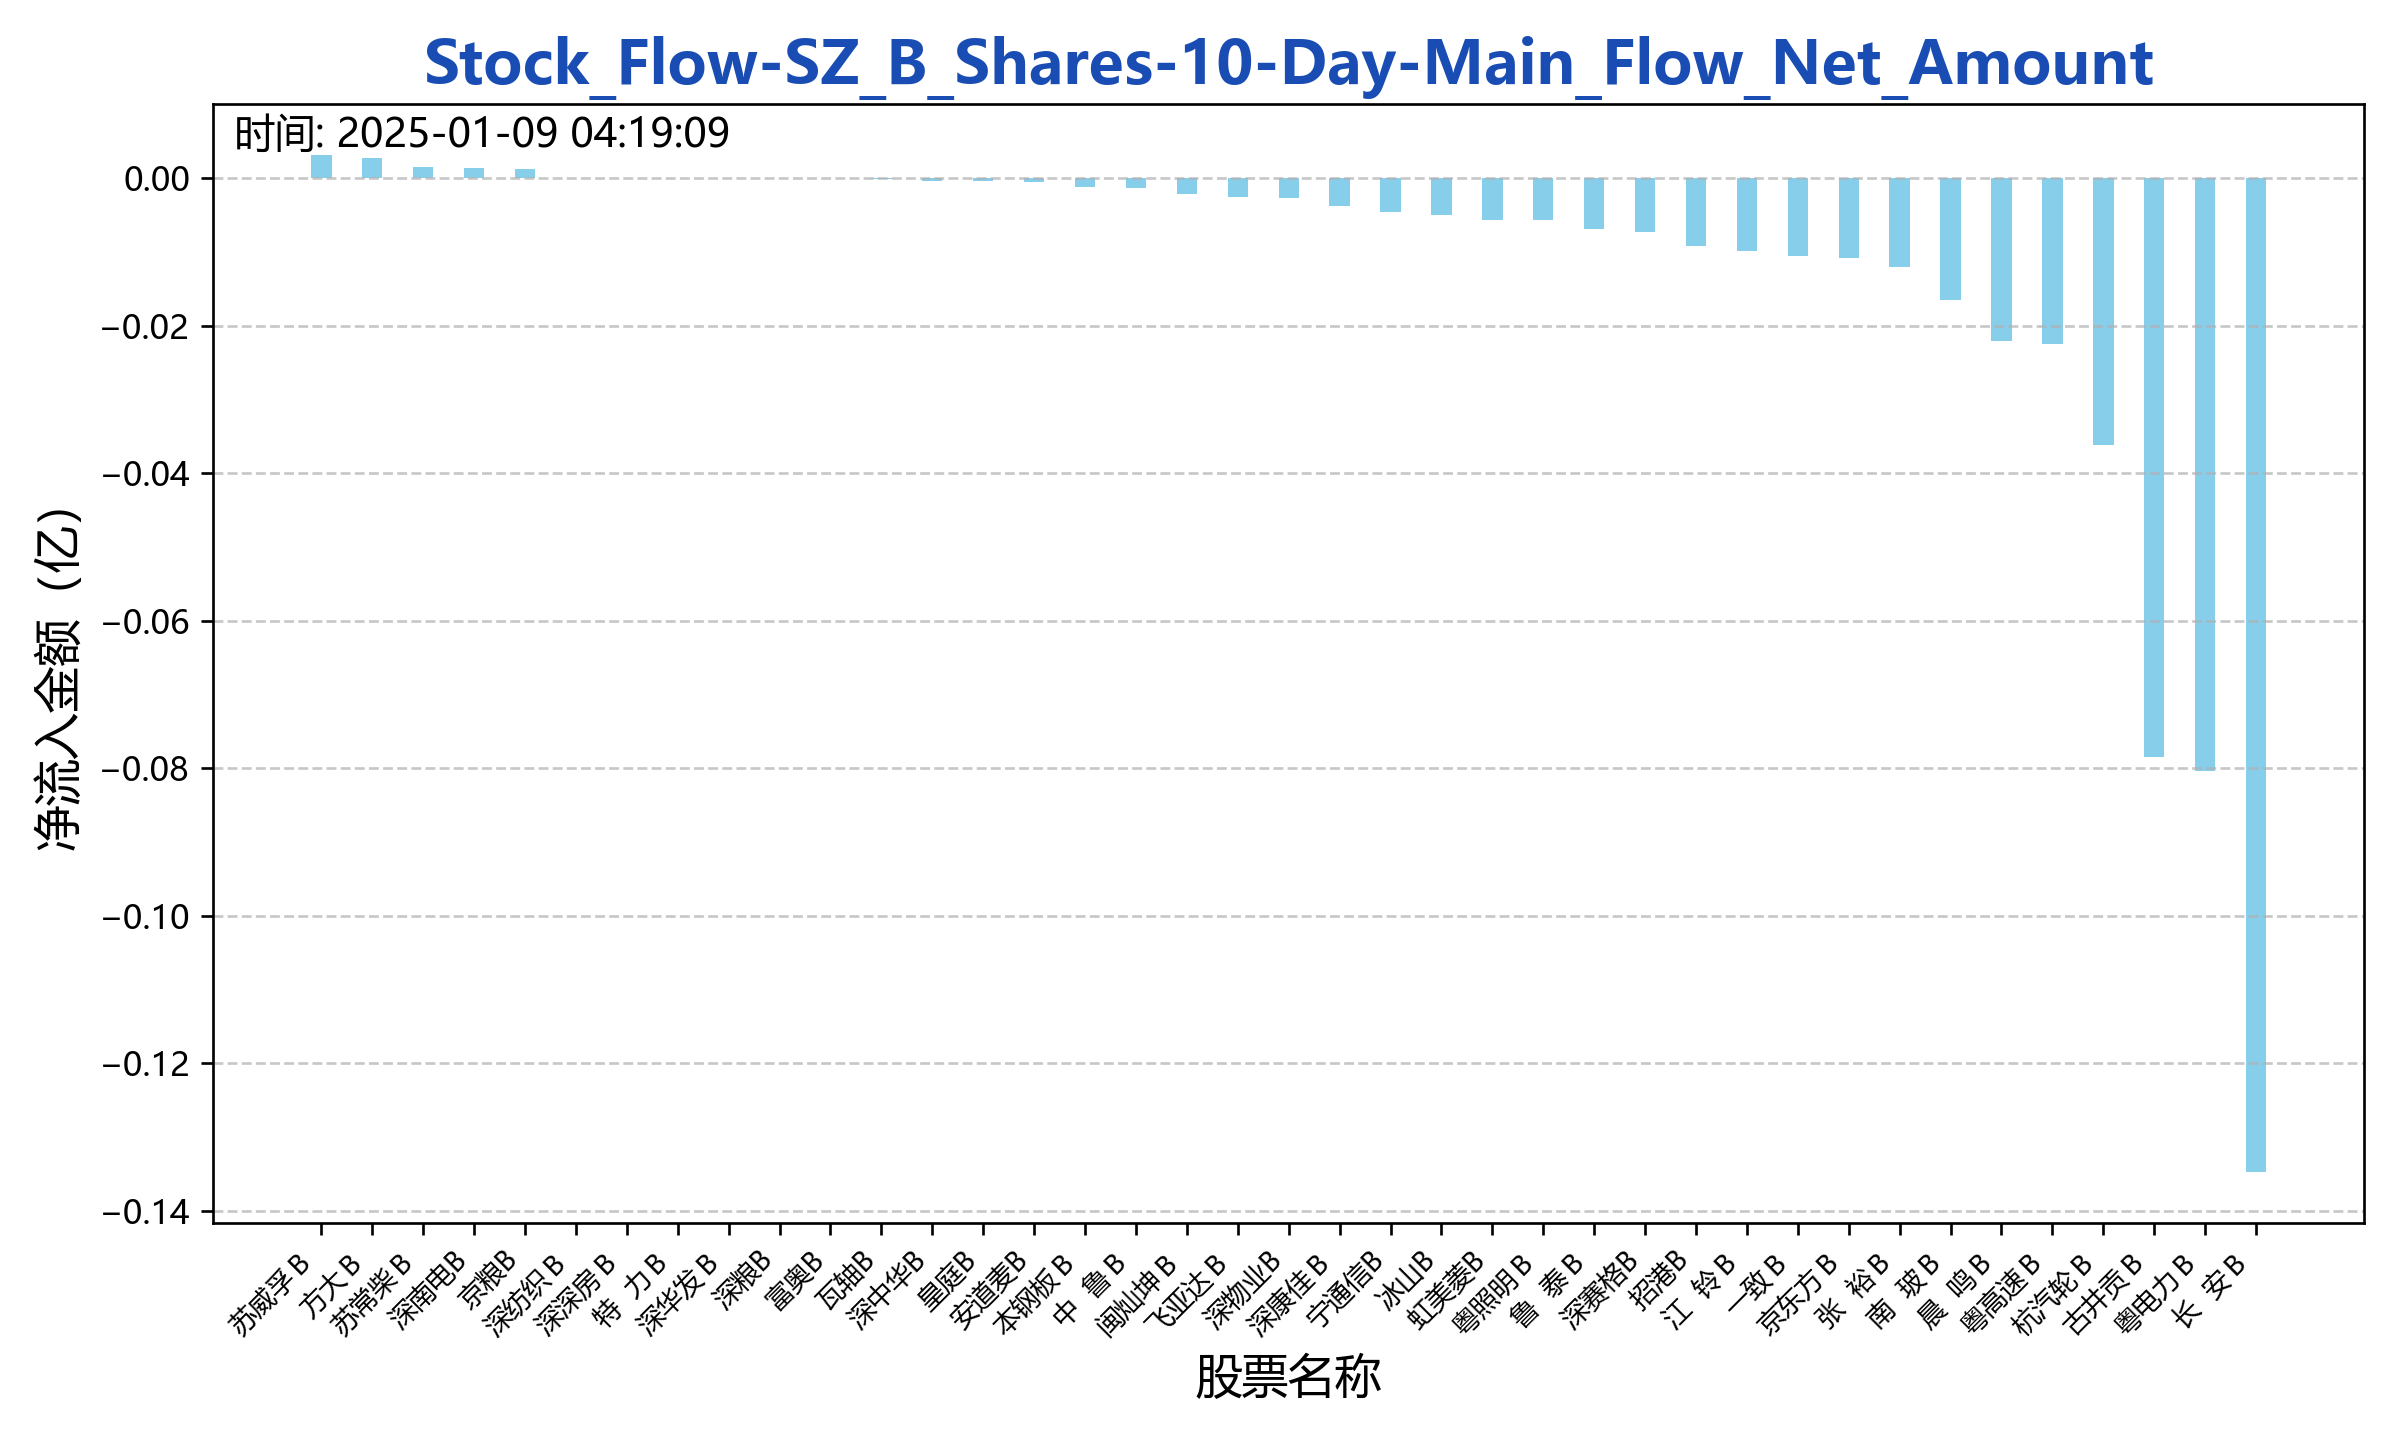 Stock_Flow-SZ_B_Shares-10-Day-Main_Flow_Net_Amount
时间: 2025-01-09 04:19:09
净流入金额 (亿)
0.00
−0.02
−0.04
−0.06
−0.08
−0.10
−0.12
−0.14
苏威孚B
方大B
苏常柴B
深南电B
京粮B
深纺织B
深深房B
特 力B
深华发B
深粮B
富奥B
瓦轴B
深中华B
皇庭B
安道麦B
本钢板B
中 鲁B
闽灿坤B
飞亚达B
深物业B
深康佳B
宁通信B
冰山B
虹美菱B
粤照明B
鲁 泰B
深赛格B
招港B
江 铃B
一致B
京东方B
张 裕B
南 玻B
晨 鸣B
粤高速B
杭汽轮B
古井贡B
粤电力B
长 安B
股票名称